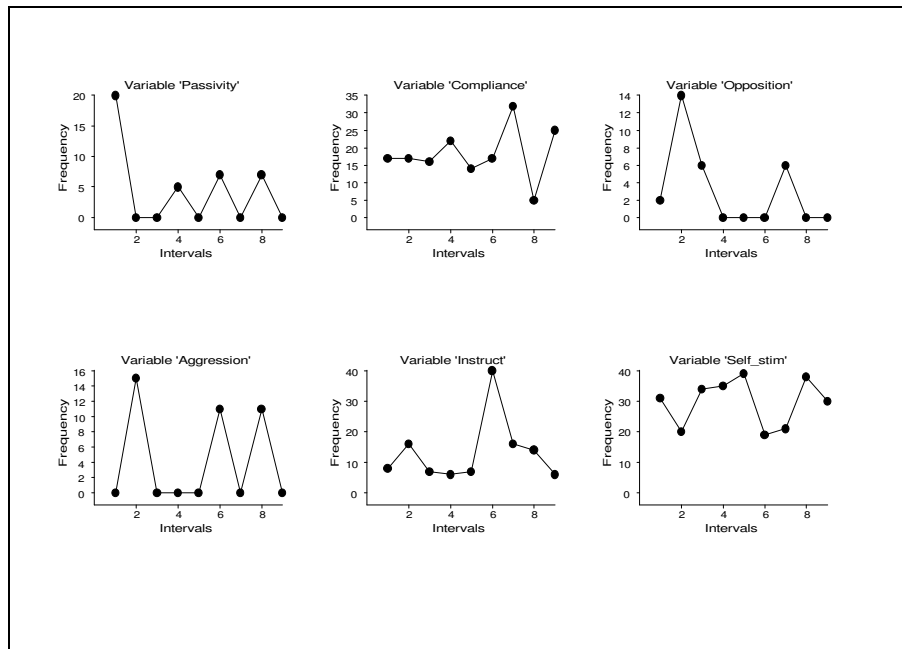 Variable 'Passivity'
20
15
10
5
0
Frequency
2 4 6 8
Intervals
Variable 'Compliance'
35
30
25
20
15
10
5
0
Frequency
2 4 6 8
Intervals
Variable 'Opposition'
14
12
10
8
6
4
2
0
Frequency
2 4 6 8
Intervals
Variable 'Aggression'
16
14
12
10
8
6
4
2
0
Frequency
2 4 6 8
Intervals
Variable 'Instruct'
40
30
20
10
0
Frequency
2 4 6 8
Intervals
Variable 'Self_stim'
40
30
20
10
0
Frequency
2 4 6 8
Intervals